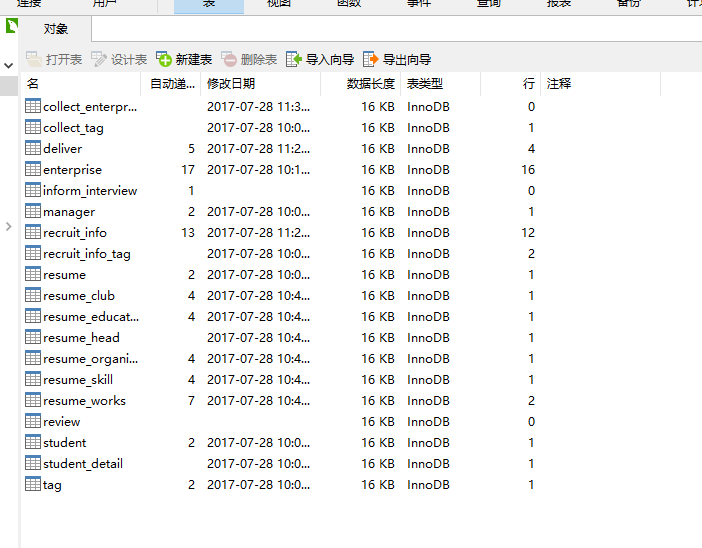 连接 用户 表 视图 函数 事件 查询 报表 备份
对象
打开表 设计表 新建表 删除表 导入向导 导出向导
名 自动递... 修改日期 数据长度 表类型 行 注释
collect_enterpr... 2017-07-28 11:3... 16 KB InnoDB 0
collect_tag 2017-07-28 10:0... 16 KB InnoDB 1
deliver 5 2017-07-28 11:2... 16 KB InnoDB 4
enterprise 17 2017-07-28 10:1... 16 KB InnoDB 16
inform_interview 1 16 KB InnoDB 0
manager 2 2017-07-28 10:0... 16 KB InnoDB 1
recruit_info 13 2017-07-28 11:2... 16 KB InnoDB 12
recruit_info_tag 16 KB InnoDB 2
resume 2 2017-07-28 10:0... 16 KB InnoDB 1
resume_club 4 2017-07-28 10:4... 16 KB InnoDB 1
resume_educat... 4 2017-07-28 10:4... 16 KB InnoDB 1
resume_head 2017-07-28 10:4... 16 KB InnoDB 1
resume_organi... 4 2017-07-28 10:4... 16 KB InnoDB 1
resume_skill 4 2017-07-28 10:4... 16 KB InnoDB 1
resume_works 7 2017-07-28 10:4... 16 KB InnoDB 2
review 16 KB InnoDB 0
student 2 2017-07-28 10:0... 16 KB InnoDB 1
student_detail 2017-07-28 10:0... 16 KB InnoDB 1
tag 2 2017-07-28 10:0... 16 KB InnoDB 1